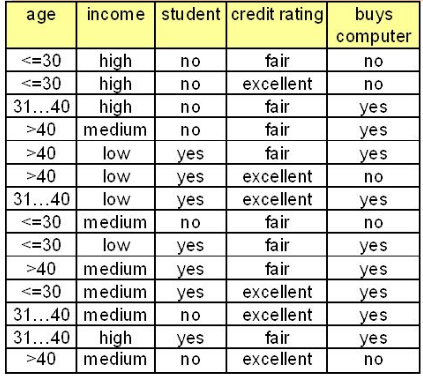 age income student credit rating buys computer
<=30 high no fair no
<=30 high no excellent no
31...40 high no fair yes
>40 medium no fair yes
>40 low yes fair yes
>40 low yes excellent no
31...40 low yes excellent yes
<=30 medium no fair no
<=30 low yes fair yes
>40 medium yes fair yes
<=30 medium yes excellent yes
31...40 medium no excellent yes
31...40 high yes fair yes
>40 medium no excellent no